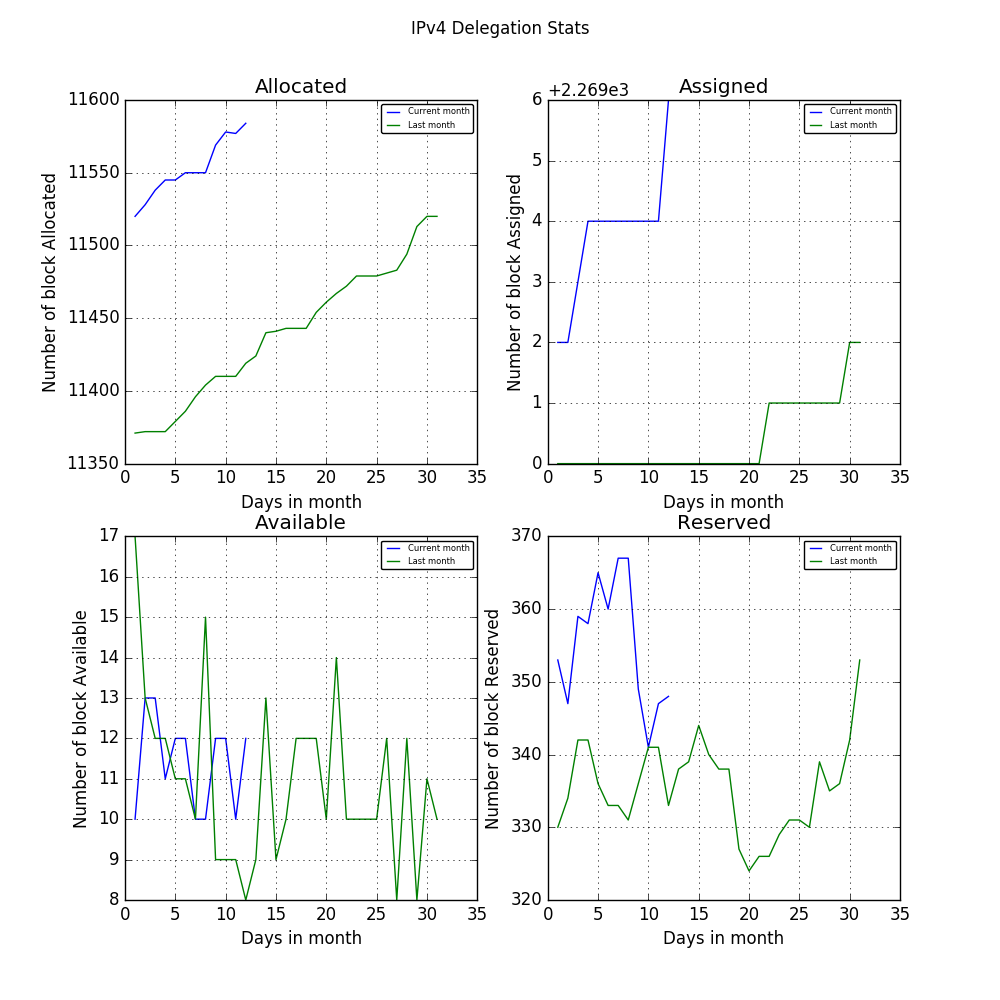 IPv4 Delegation Stats
Allocated
11600
11550
11500
11450
11400
11350
0 5 10 15 20 25 30 35
Number of block Allocated
Days in month
Current month
Last month
+2.269e3
Assigned
6
5
4
3
2
1
0
0 5 10 15 20 25 30 35
Number of block Assigned
Days in month
Current month
Last month
Available
17
16
15
14
13
12
11
10
9
8
0 5 10 15 20 25 30 35
Number of block Available
Days in month
Current month
Last month
Reserved
370
360
350
340
330
320
0 5 10 15 20 25 30 35
Number of block Reserved
Days in month
Current month
Last month